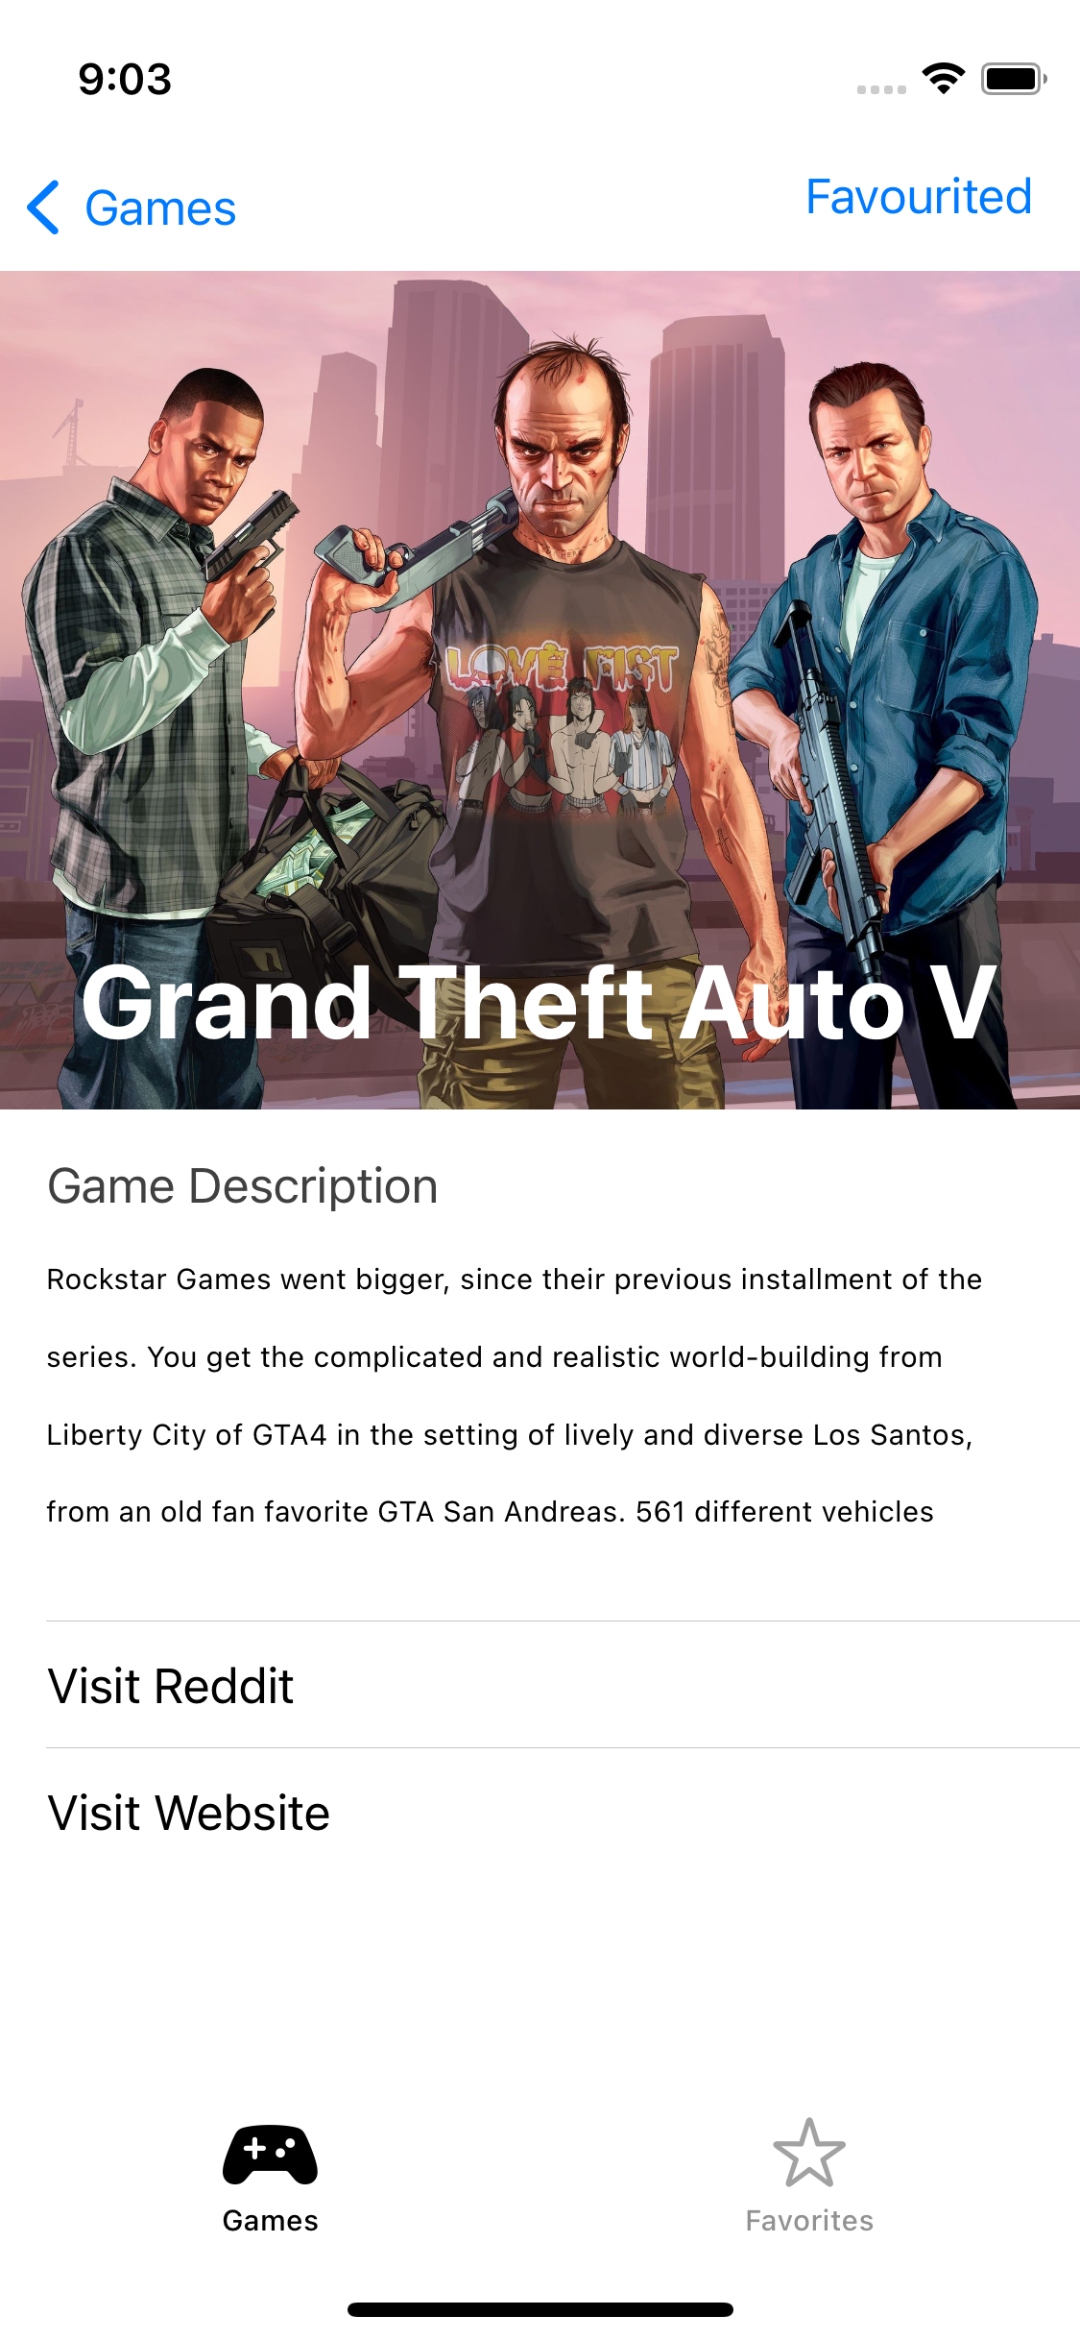 9:03
Games
Favourited
LOVE FIST
Grand Theft Auto V
Game Description
Rockstar Games went bigger, since their previous installment of the
series. You get the complicated and realistic world-building from
Liberty City of GTA4 in the setting of lively and diverse Los Santos,
from an old fan favorite GTA San Andreas. 561 different vehicles
Visit Reddit
Visit Website
Games
Favorites